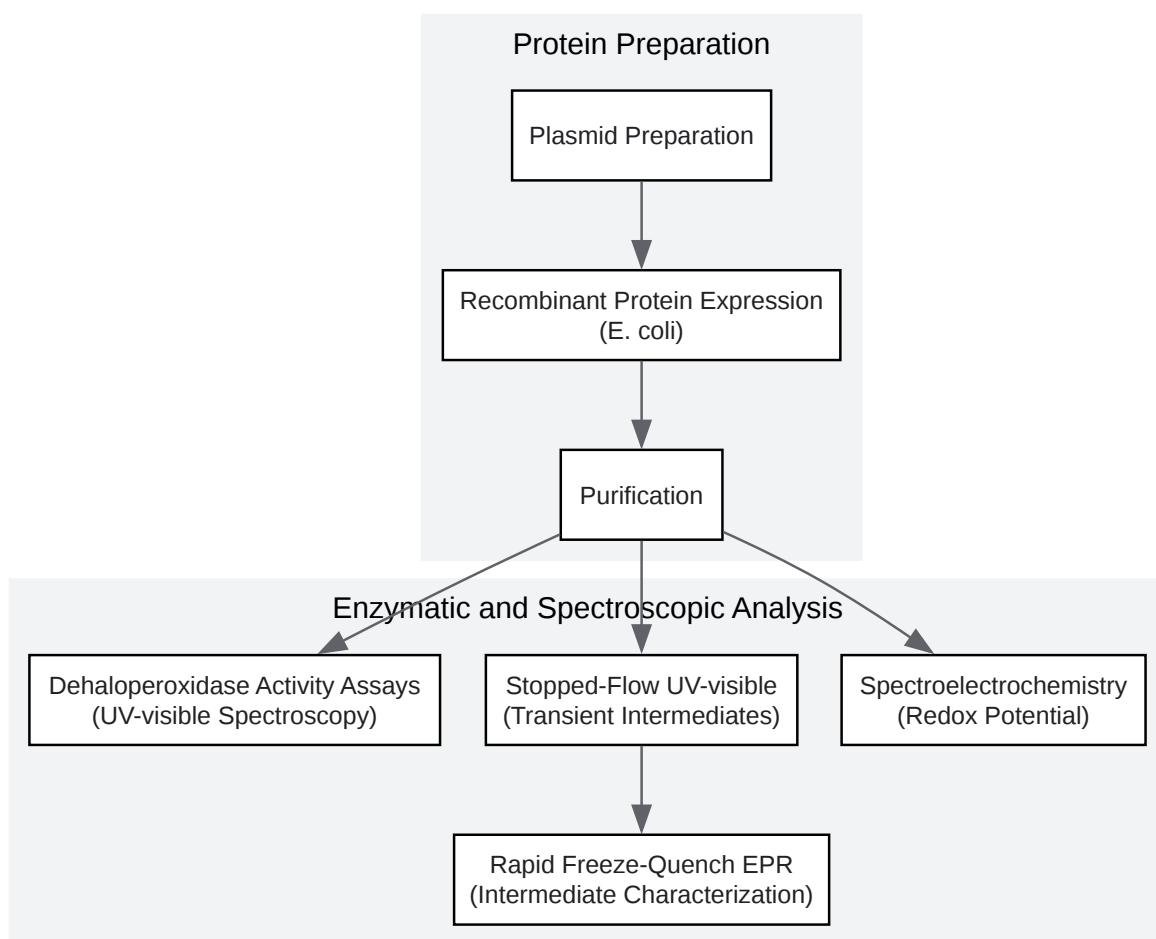 Protein Preparation
Plasmid Preparation
Recombinant Protein Expression
(E. coli)
Purification
Enzymatic and Spectroscopic Analysis
Dehaloperoxidase Activity Assays
(UV-visible Spectroscopy)
Stopped-Flow UV-visible
(Transient Intermediates)
Spectroelectrochemistry
(Redox Potential)
Rapid Freeze-Quench EPR
(Intermediate Characterization)